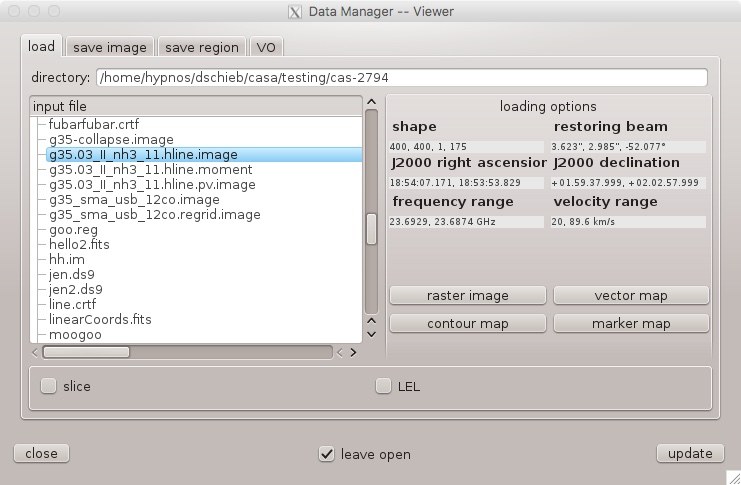 Data Manager -- Viewer
load save image save region VO
directory: /home/hypnos/dschieb/casa/testing/cas-2794
input file
fubarfubar.crtf
g35-collapse.image
g35.03_II_nh3_11.hline.image
g35.03_II_nh3_11.hline.moment
g35.03_II_nh3_11.hline.pv.image
g35_sma_usb_12co.image
g35_sma_usb_12co.regrid.image
goo.reg
hello2.fits
hh.im
jen.ds9
jen2.ds9
line.crtf
linearCoords.fits
moogoo
loading options
shape restoring beam
400, 400, 1, 175 3.623", 2.985", -52.077°
J2000 right ascension J2000 declination
18:54:07.171, 18:53:53.829 +01.59.37.999, +02.02.57.999
frequency range velocity range
23.6929, 23.6874 GHz 20, 89.6 km/s
raster image vector map
contour map marker map
slice LEL
close leave open update